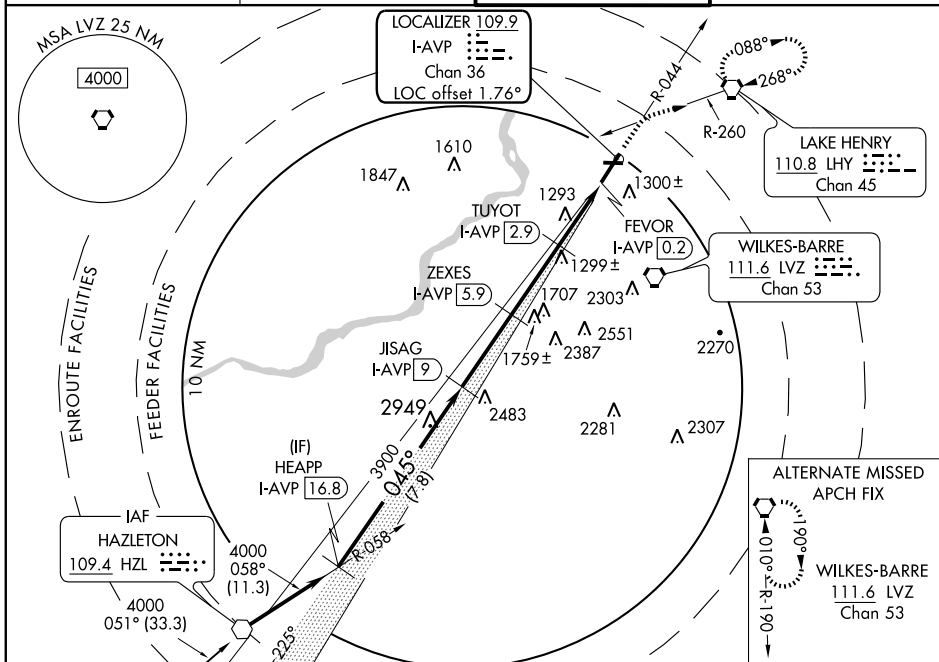 MSA LVZ 25 NM
4000
LOCALIZER 109.9
I-AVP
Chan 36
LOC offset 1.76°
R-044
088°
268°
R-260
LAKE HENRY
110.8 LHY
Chan 45
1610
1847
1293
1300 ±
TUYOT
I-AVP 2.9
FEVOR
I-AVP 0.2
1299 ±
WILKES-BARRE
111.6 LVZ
Chan 53
ZEXES
I-AVP 5.9
1707
2303
2551
2270
1759 ±
2387
JISAG
I-AVP 9
ENROUTE FACILITIES
FEEDER FACILITIES
10 NM
2949
2483
2281
2307
(IF)
HEAPP
I-AVP 16.8
3900
045°
(7.8)
R-058
IAF
HAZLETON
109.4 HZL
4000
058°
(11.3)
4000
051° (33.3)
225°
ALTERNATE MISSED
APCH FIX
190°
010°
R-190
WILKES-BARRE
111.6 LVZ
Chan 53